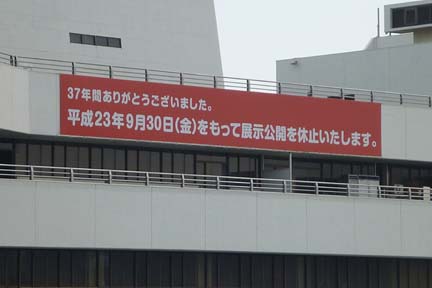 37年間ありがとうございました。
平成23年9月30日(金)をもって展示公開を休止いたします。